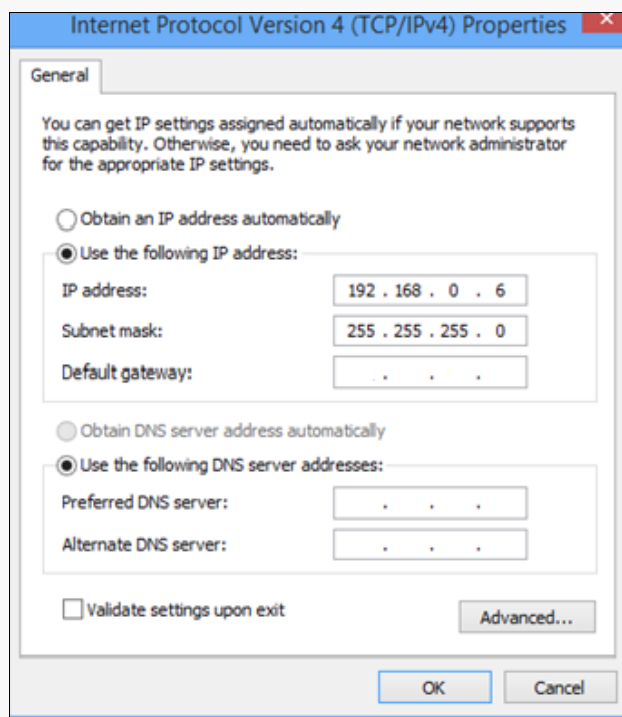 Internet Protocol Version 4 (TCP/IPv4) Properties
General
You can get IP settings assigned automatically if your network supports
this capability. Otherwise, you need to ask your network administrator
for the appropriate IP settings.
Obtain an IP address automatically
Use the following IP address:
IP address: 192 . 168 . 0 . 6
Subnet mask: 255 . 255 . 255 . 0
Default gateway: . . .
Obtain DNS server address automatically
Use the following DNS server addresses:
Preferred DNS server: . . .
Alternate DNS server: . . .
Validate settings upon exit
Advanced...
OK Cancel